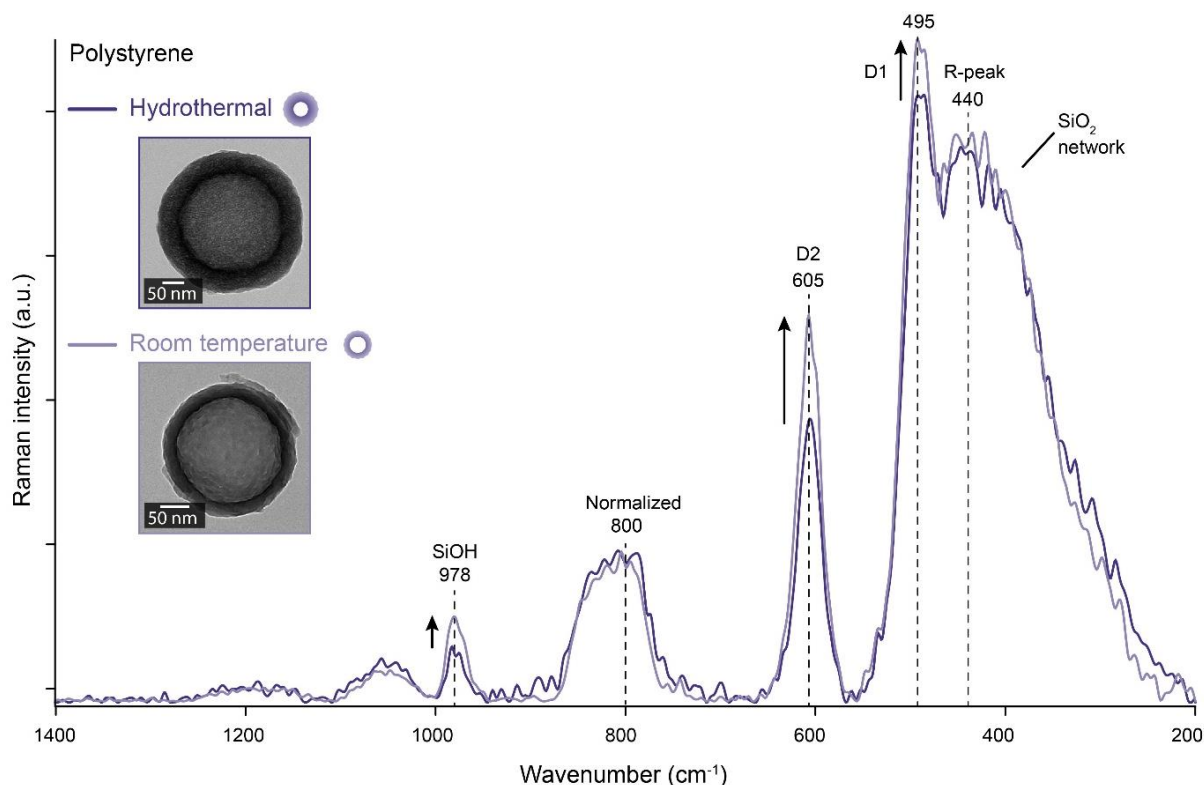 Polystyrene
Hydrothermal
50 nm
Room temperature
50 nm
495
D1
R-peak
440
SiO₂
network
D2
605
Normalized
800
SiOH
978
Raman intensity (a.u.)
1400
1200
1000
800
600
400
200
Wavenumber (cm⁻¹)